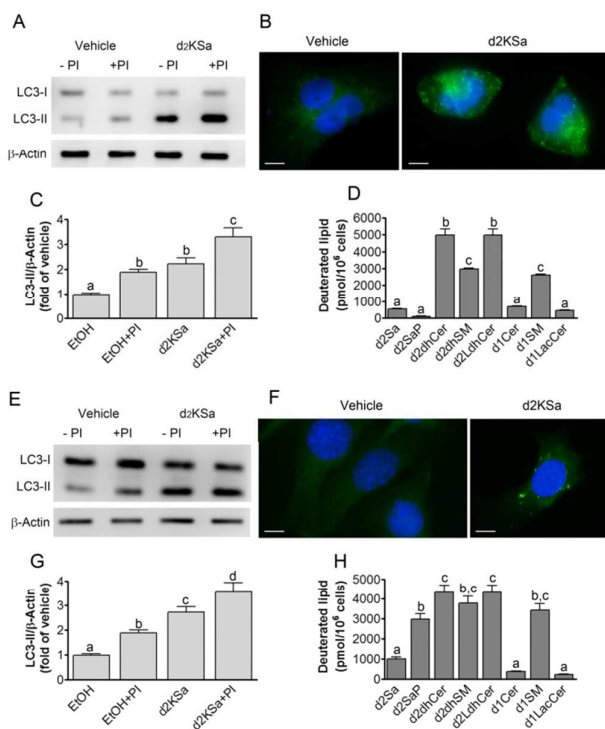 A
Vehicle d2KSa
- PI +PI - PI +PI
LC3-I
LC3-II
β-Actin
B
Vehicle d2KSa
C
LC3-II/β-Actin
(fold of vehicle)
4
3
2
1
0
a b b c
EtOH EtOH+PI d2KSa d2KSa+PI
D
Deuterated lipid
(pmol/10⁶ cells)
6000
5000
4000
3000
2000
1000
0
a a b c b a c a
d2Sa d2SaP d2dhCer d2dhSM d2LdhCer d1Cer d1SM d1LacCer
E
Vehicle d2KSa
- PI +PI - PI +PI
LC3-I
LC3-II
β-Actin
F
Vehicle d2KSa
G
LC3-II/β-Actin
(fold of vehicle)
4
3
2
1
0
a b c d
EtOH EtOH+PI d2KSa d2KSa+PI
H
Deuterated lipid
(pmol/10⁶ cells)
5000
4000
3000
2000
1000
0
a b c b,c c a b,c a
d2Sa d2SaP d2dhCer d2dhSM d2LdhCer d1Cer d1SM d1LacCer